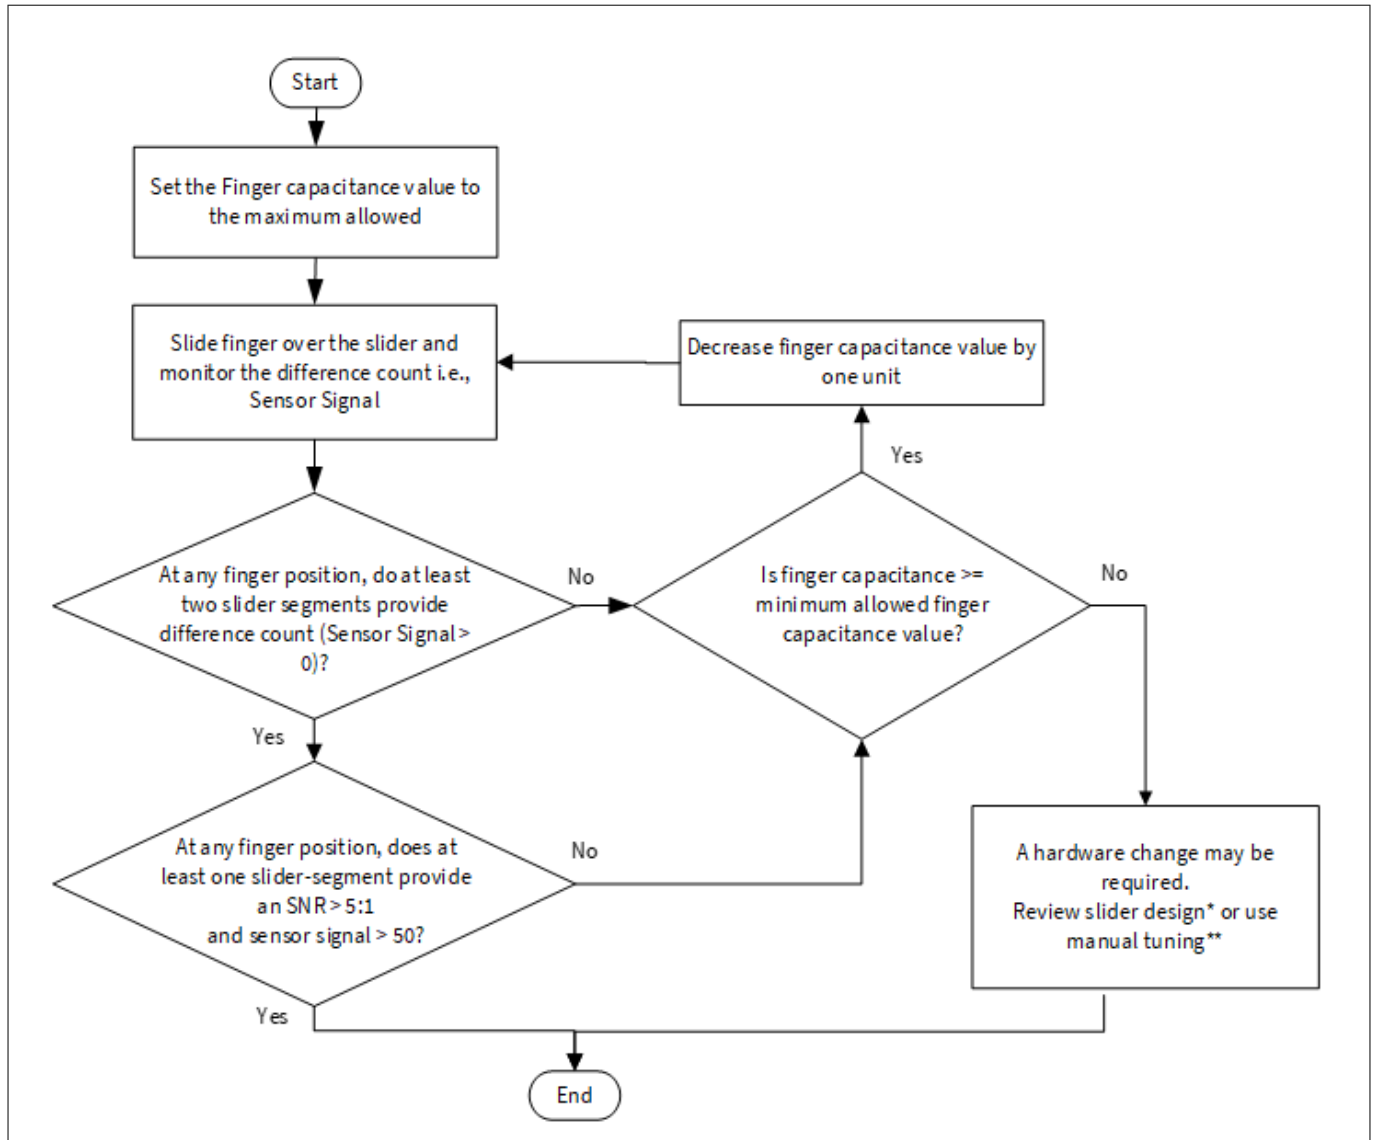 Start
Set the Finger capacitance value to
the maximum allowed
Slide finger over the slider and
monitor the difference count i.e.,
Sensor Signal
Decrease finger capacitance value by
one unit
Yes
At any finger position, do at least
two slider segments provide
difference count (Sensor Signal >
0)?
No
Is finger capacitance >=
minimum allowed finger
capacitance value?
No
Yes
At any finger position, does at
least one slider-segment provide
an SNR > 5:1
and sensor signal > 50?
No
A hardware change may be
required.
Review slider design* or use
manual tuning**
Yes
End